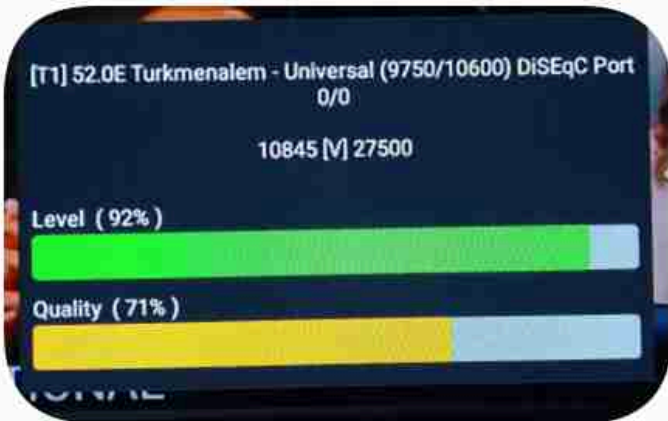 [T1] 52.0E Turkmenalem - Universal (9750/10600) DiSEqC Port
0/0
10845 [V] 27500
Level ( 92% )
Quality ( 71% )